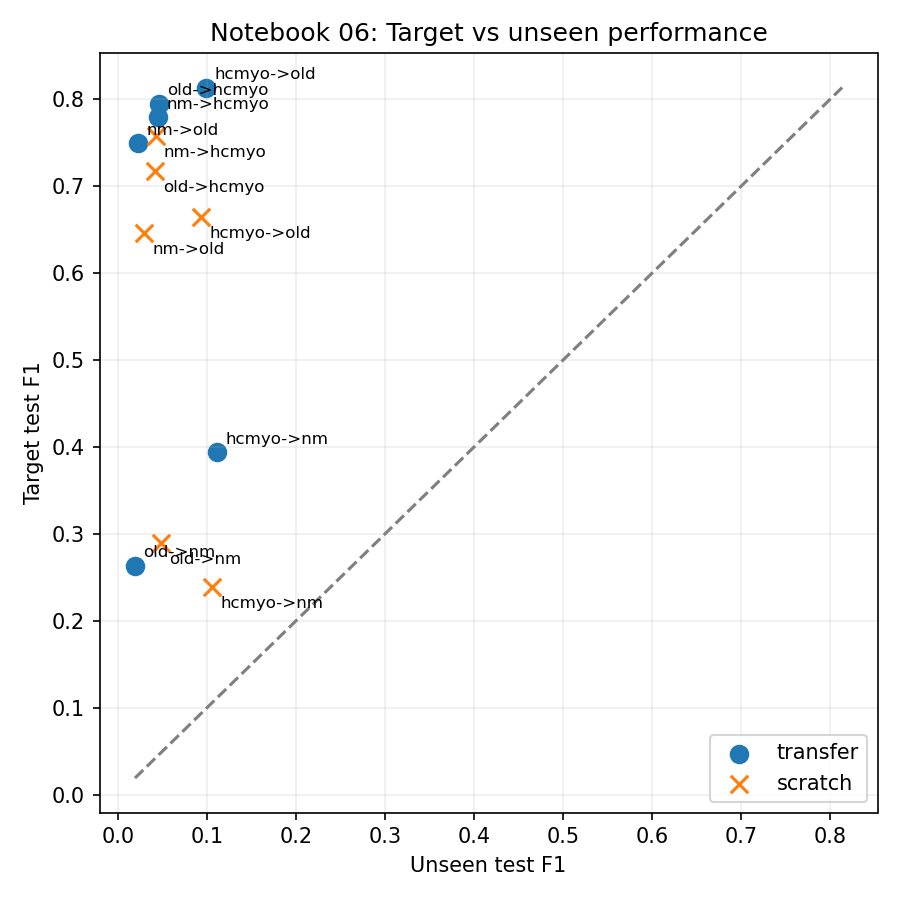 Notebook 06: Target vs unseen performance
hcmyo->old
old->hcmyo
nm->hcmyo
nm->old
nm->hcmyo
old->hcmyo
hcmyo->old
nm->old
hcmyo->nm
old->nm
old->nm
hcmyo->nm
Target test F1
0.8
0.7
0.6
0.5
0.4
0.3
0.2
0.1
0.0
0.0 0.1 0.2 0.3 0.4 0.5 0.6 0.7 0.8
Unseen test F1
transfer
scratch